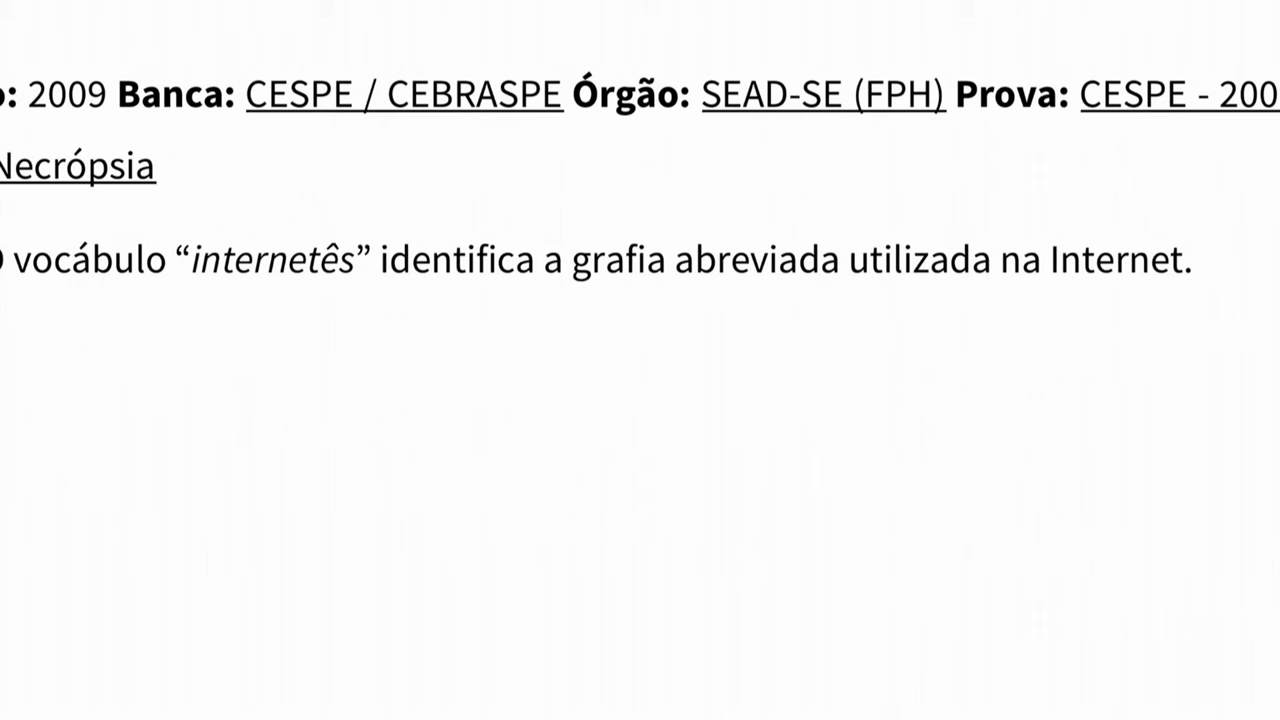 : 2009 Banca: CESPE / CEBRASPE Órgão: SEAD-SE (FPH) Prova: CESPE - 200
Necrópsia
vocábulo “internetês” identifica a grafia abreviada utilizada na Internet.